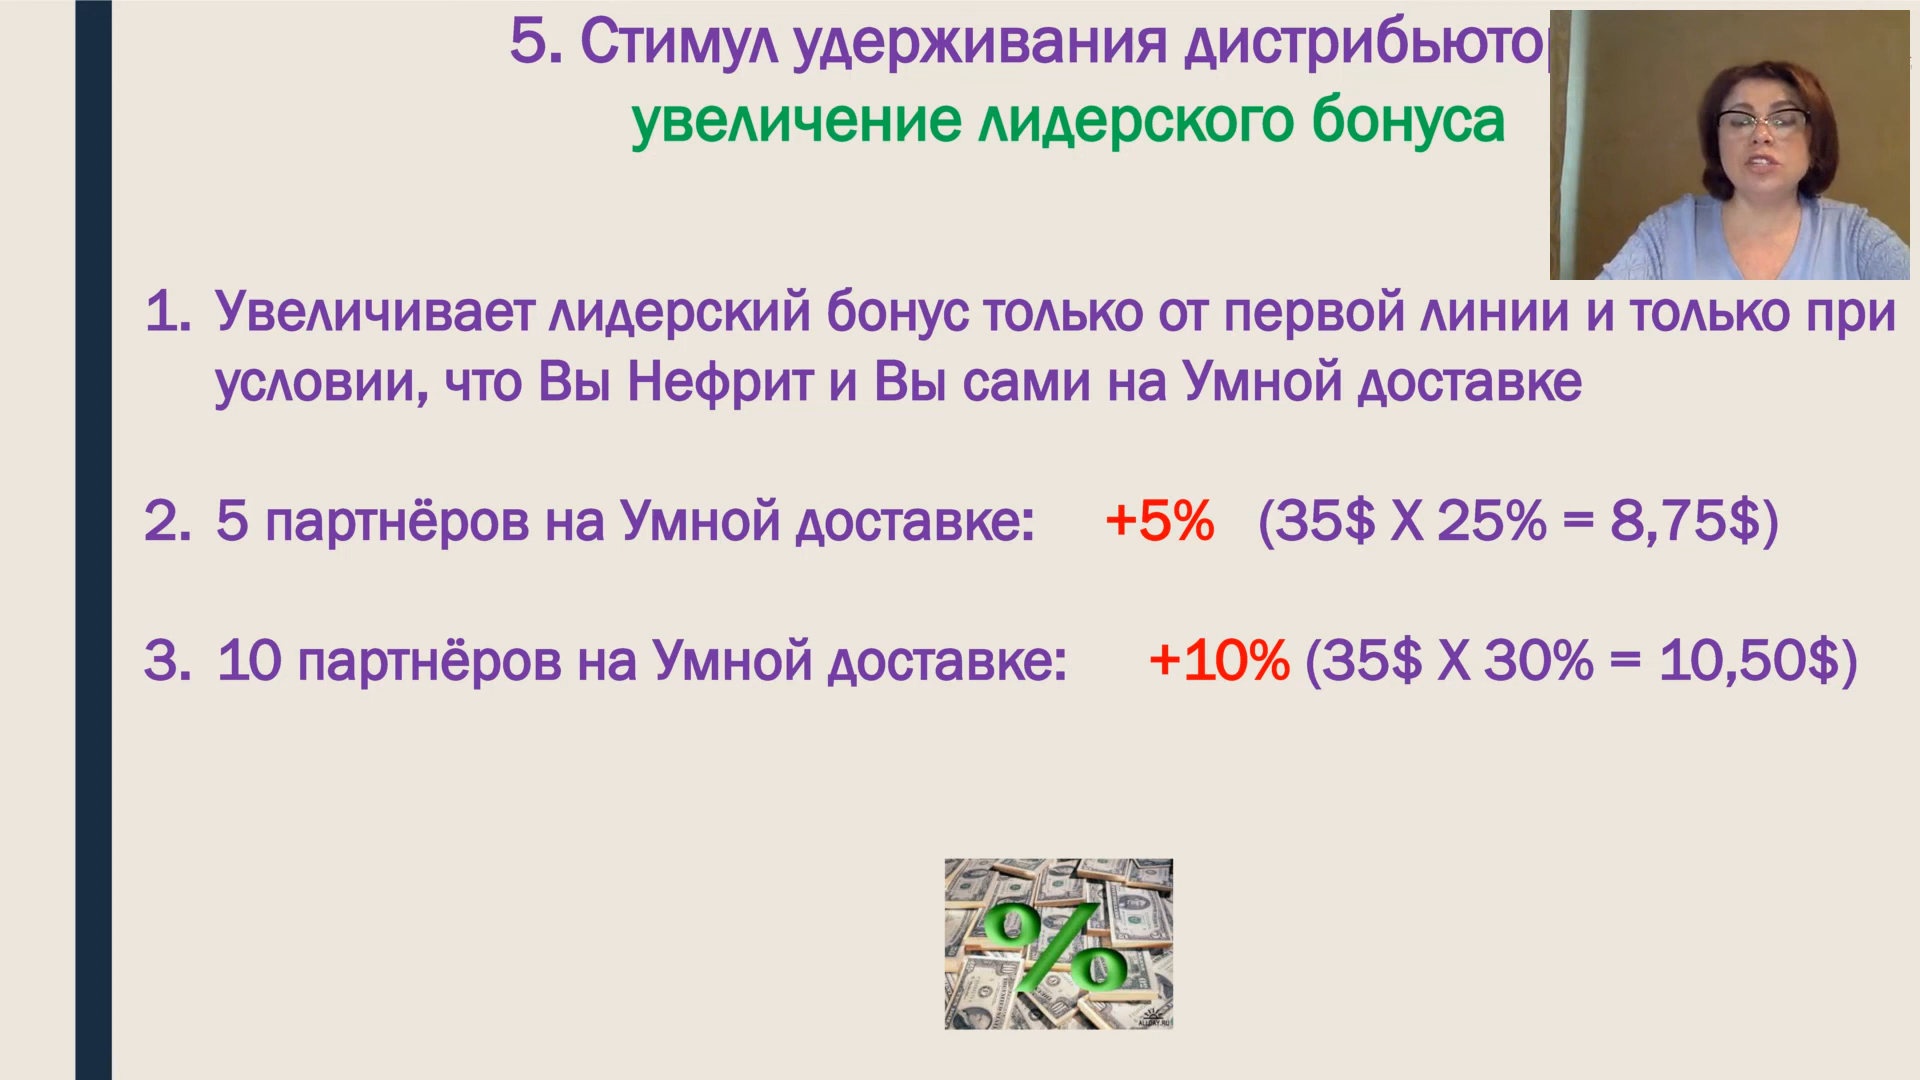 5. Стимул удерживания
увеличение лидерского бонуса
1. Увеличивает лидерский бонус только от первой линии и только при
условии, что Вы Нефрит и Вы сами на Умной доставке
2. 5 партнёров на Умной доставке: +5% (35$ X 25% = 8,75$)
3. 10 партнёров на Умной доставке: +10% (35$ X 30% = 10,50$)